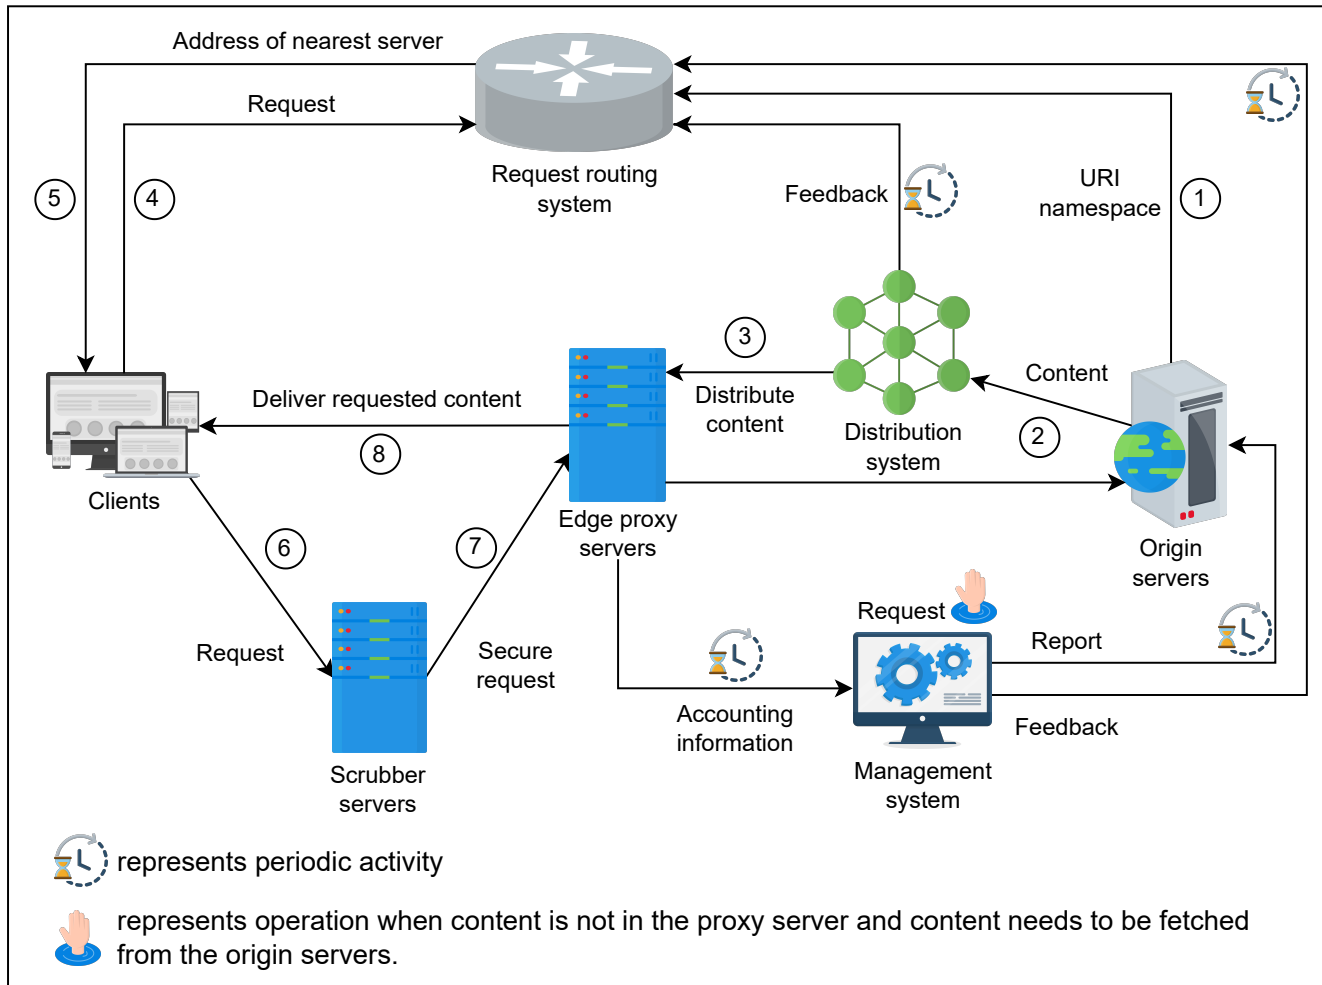 Address of nearest server
Request
Request routing
system
5
4
Feedback
URI
namespace
1
3
Distribute
content
Content
2
Distribution
system
Deliver requested content
8
Clients
Edge proxy
servers
Origin
servers
6
7
Request
Secure
request
Scrubber
servers
Request
Report
Accounting
information
Feedback
Management
system
represents periodic activity
represents operation when content is not in the proxy server and content needs to be fetched
from the origin servers.